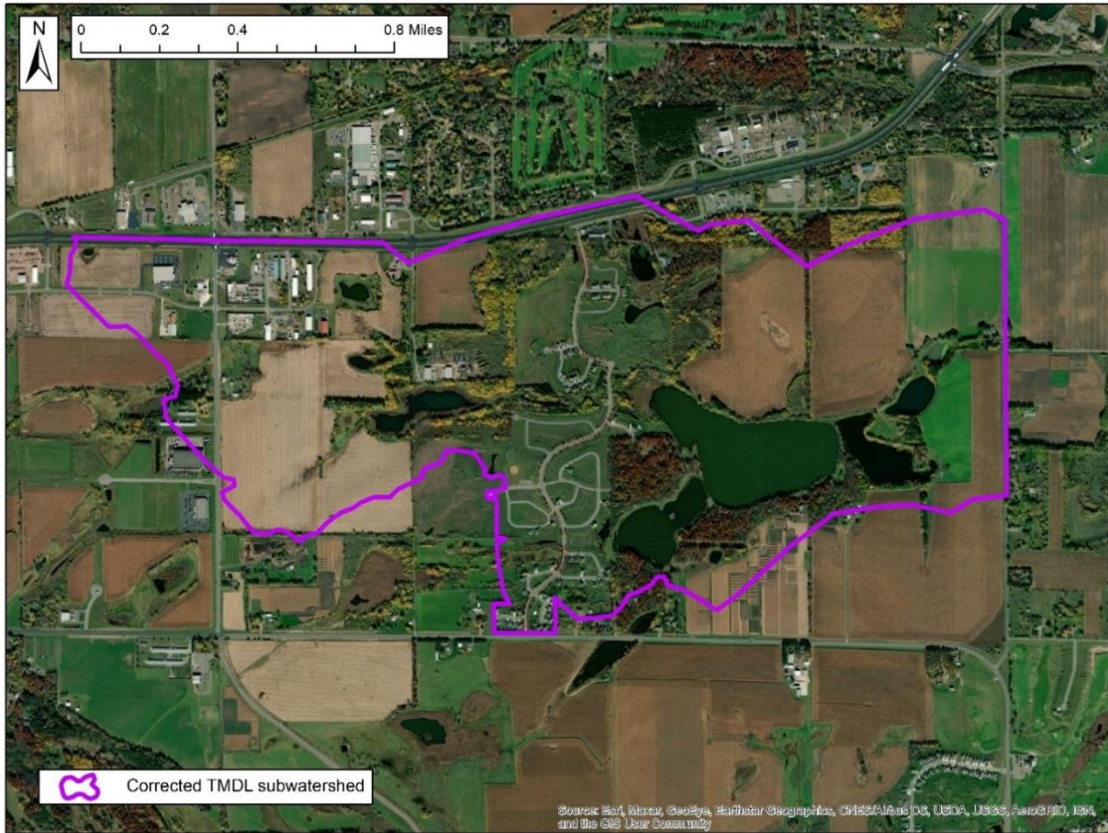 N
0 0.2 0.4 0.8 Miles
Corrected TMDL subwatershed
Source: Esri, Maxar, GeoEye, Earthstar Geographics, CNES/Airbus DS, USDA, USGS, AeroGRID, IGN,
and the GIS User Community